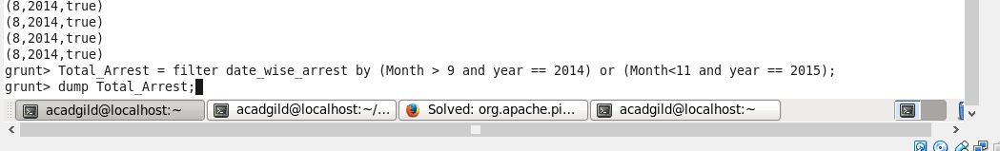 (8,2014,true)
(8,2014,true)
(8,2014,true)
(8,2014,true)
grunt> Total_Arrest = filter date_wise_arrest by (Month > 9 and year == 2014) or (Month<11 and year == 2015);
grunt> dump Total_Arrest;
acadgild@localhost:~ acadgild@localhost:~/... Solved: org.apache.pi... acadgild@localhost:~